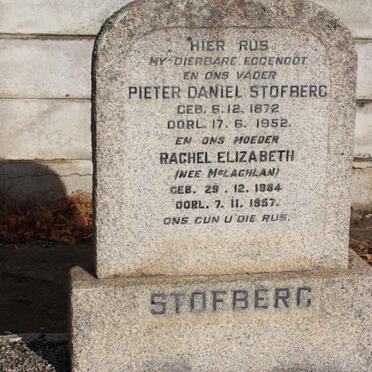 HIER RUS
MY DIERBARE EGGENOOT
EN ONS VADER
PIETER DANIEL STOFBERG
GEB. 6.12.1872
OORL. 17.6.1952.
EN ONS MOEDER
RACHEL ELIZABETH
(NEE McLACHLAN)
GEB. 29.12.1884
OORL. 7.11.1957.
ONS GUN U DIE RUS.
STOFBERG